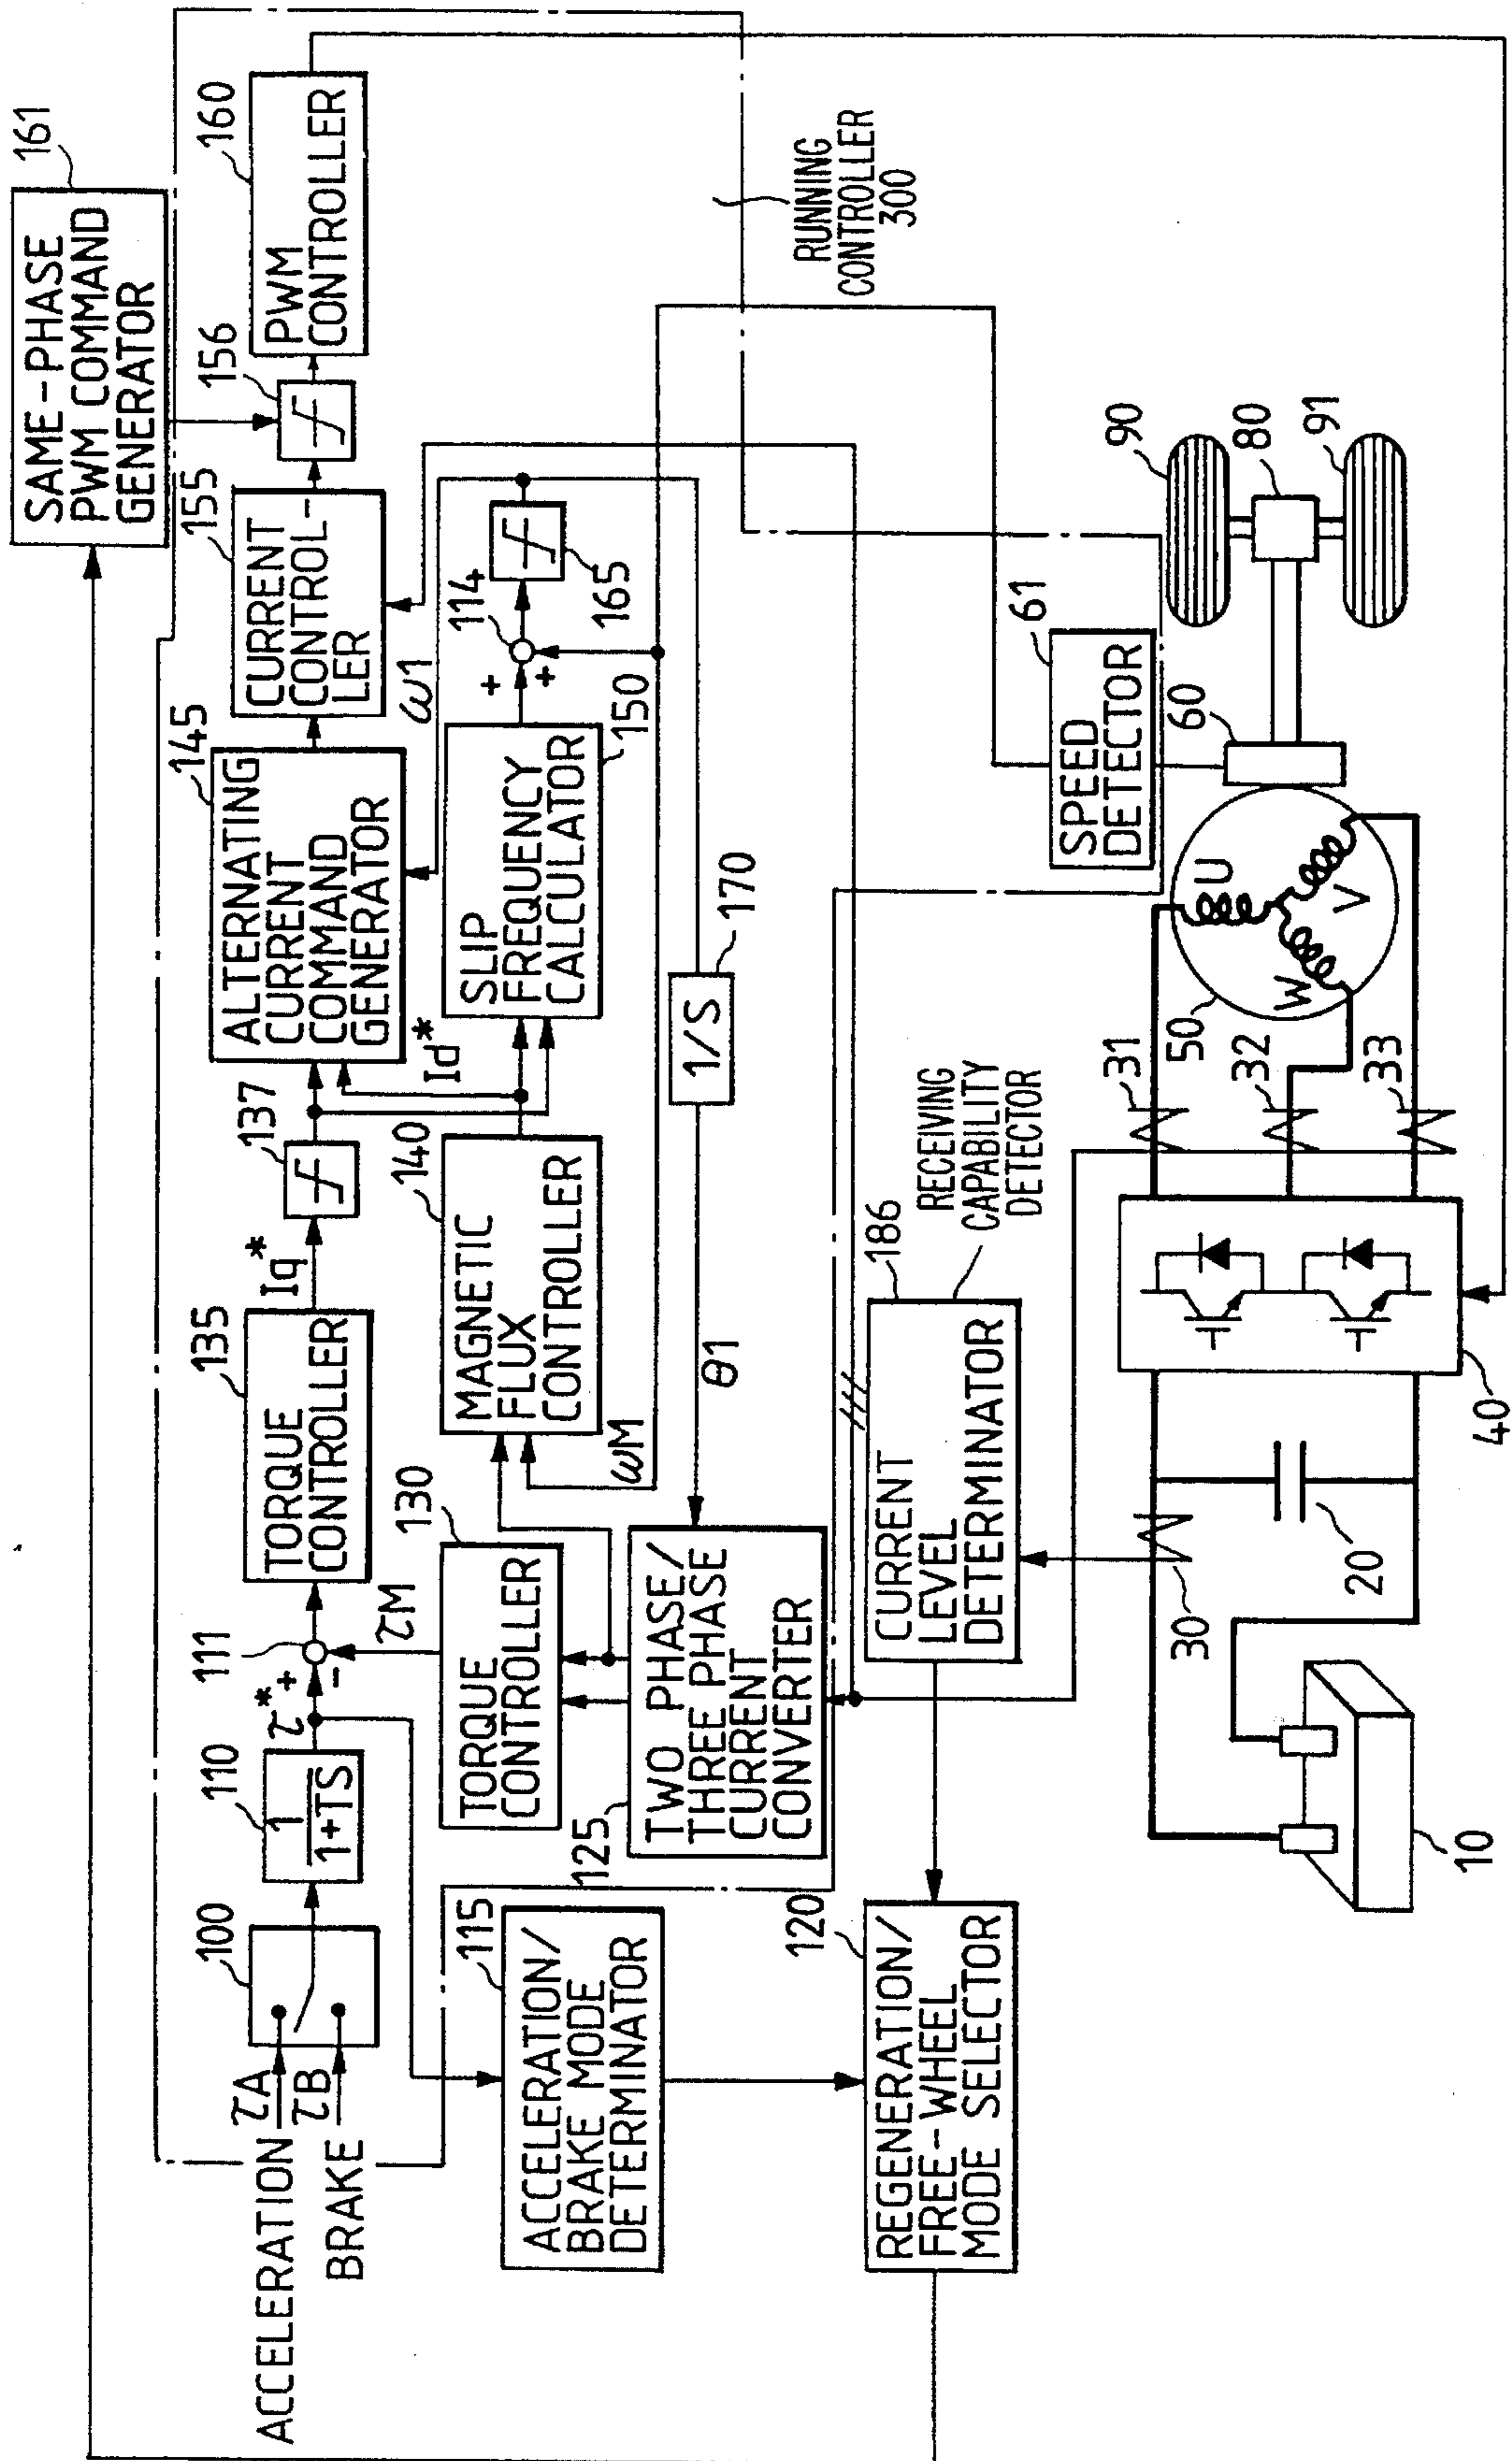 161
SAME-PHASE
PWM COMMAND
GENERATOR
ACCELERATION
τA
τB
BRAKE
100
110
1
1+TS
τ*
+
-
111
τM
135
TORQUE
CONTROLLER
Iq*
137
145
ALTERNATING
CURRENT
COMMAND
GENERATOR
ω1
155
CURRENT
CONTROL-
LER
156
160
PWM
CONTROLLER
115
ACCELERATION/
BRAKE MODE
DETERMINATOR
130
TORQUE
CONTROLLER
140
MAGNETIC
FLUX
CONTROLLER
ωM
Id*
SLIP
FREQUENCY
CALCULATOR
150
+
+
114
165
125
TWO PHASE/
THREE PHASE
CURRENT
CONVERTER
θ1
1/S
170
RUNNING
CONTROLLER
300
120
REGENERATION/
FREE-WHEEL
MODE SELECTOR
186
CURRENT
LEVEL
DETERMINATOR
RECEIVING
CAPABILITY
DETECTOR
61
SPEED
DETECTOR
60
90
80
91
10
30
20
40
31
32
33
50
U
V
W